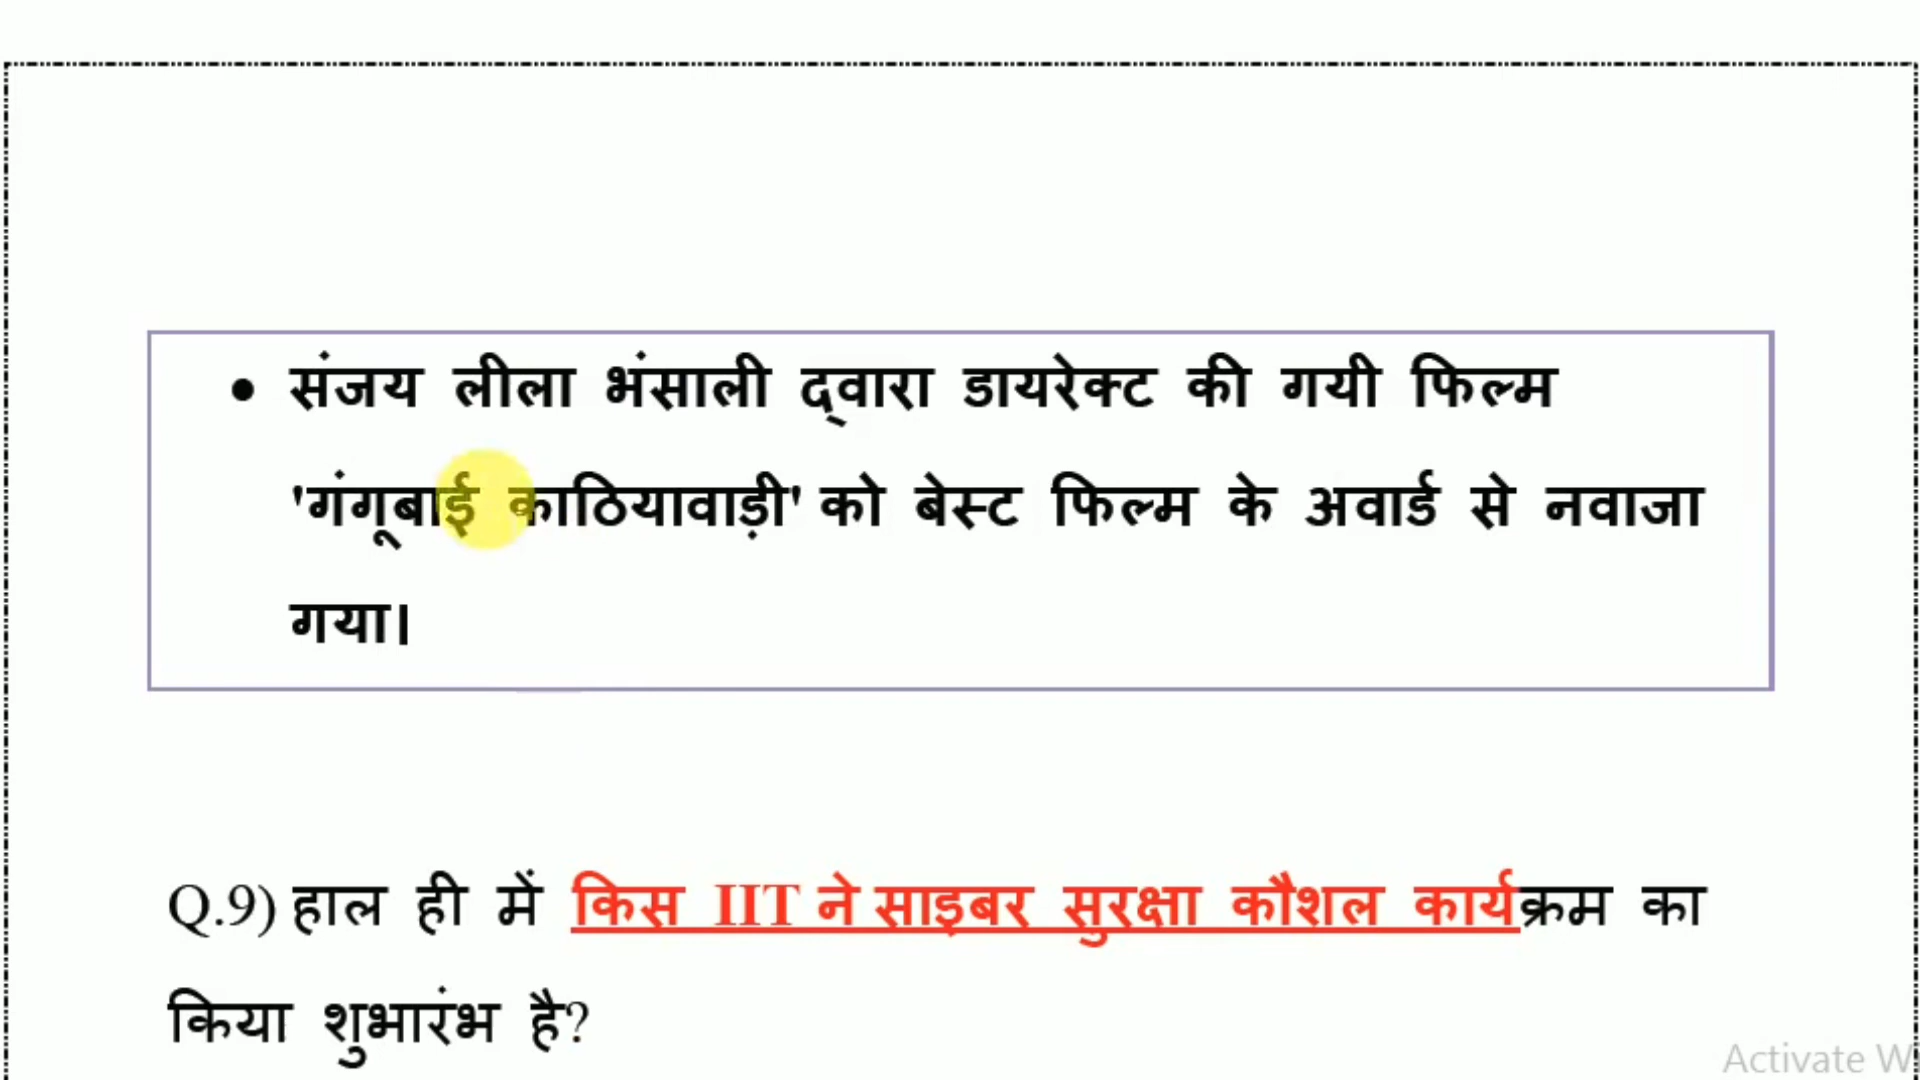 • संजय लीला भंसाली द्वारा डायरेक्ट की गयी फिल्म
'गंगूबाई काठियावाड़ी' को बेस्ट फिल्म के अवार्ड से नवाजा
गया।
Q.9) हाल ही में किस IIT ने साइबर सुरक्षा कौशल कार्यक्रम का
किया शुभारंभ है?
Activate